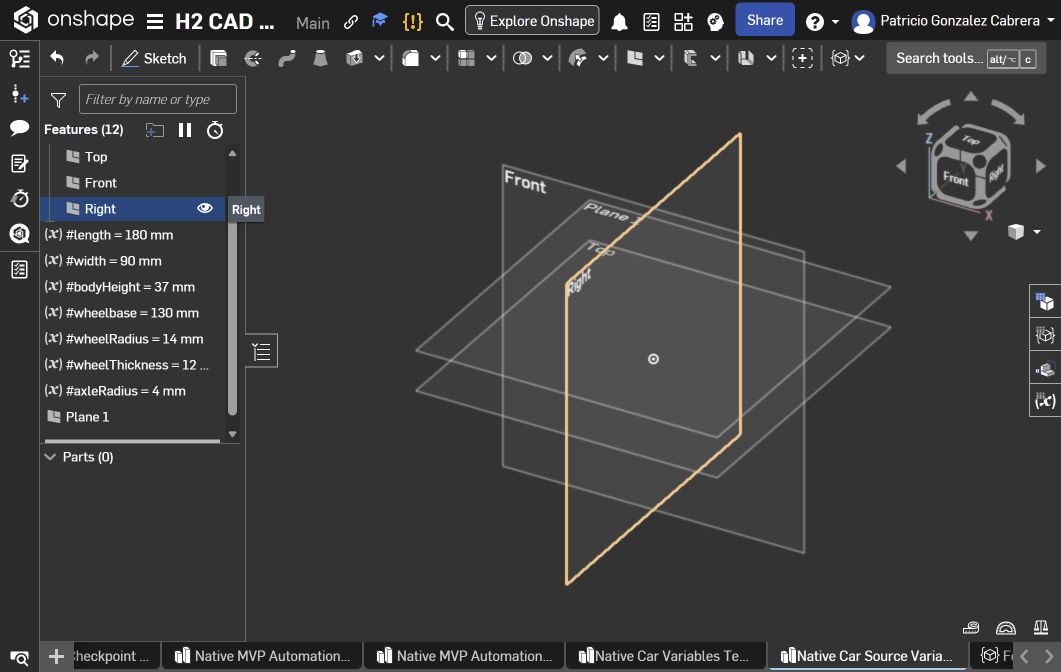 onshape
H2 CAD ...
Main
Explore Onshape
Share
Patricio Gonzalez Cabrera
Sketch
Search tools...
alt/⌥
c
Filter by name or type
Features (12)
Top
Front
Right
Right
(x) #length = 180 mm
(x) #width = 90 mm
(x) #bodyHeight = 37 mm
(x) #wheelbase = 130 mm
(x) #wheelRadius = 14 mm
(x) #wheelThickness = 12 ...
(x) #axleRadius = 4 mm
Plane 1
Parts (0)
Front
Plane 1
Top
Right
Z
Top
Front
Right
Y
X
Checkpoint ...
Native MVP Automation...
Native MVP Automation...
Native Car Variables Te...
Native Car Source Varia...